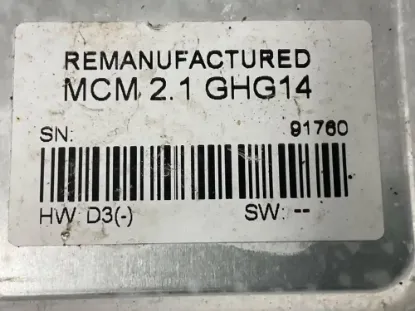 REMANUFACTURED
MCM 2.1 GHG14
SN: 91760
HW D3(-) SW: --